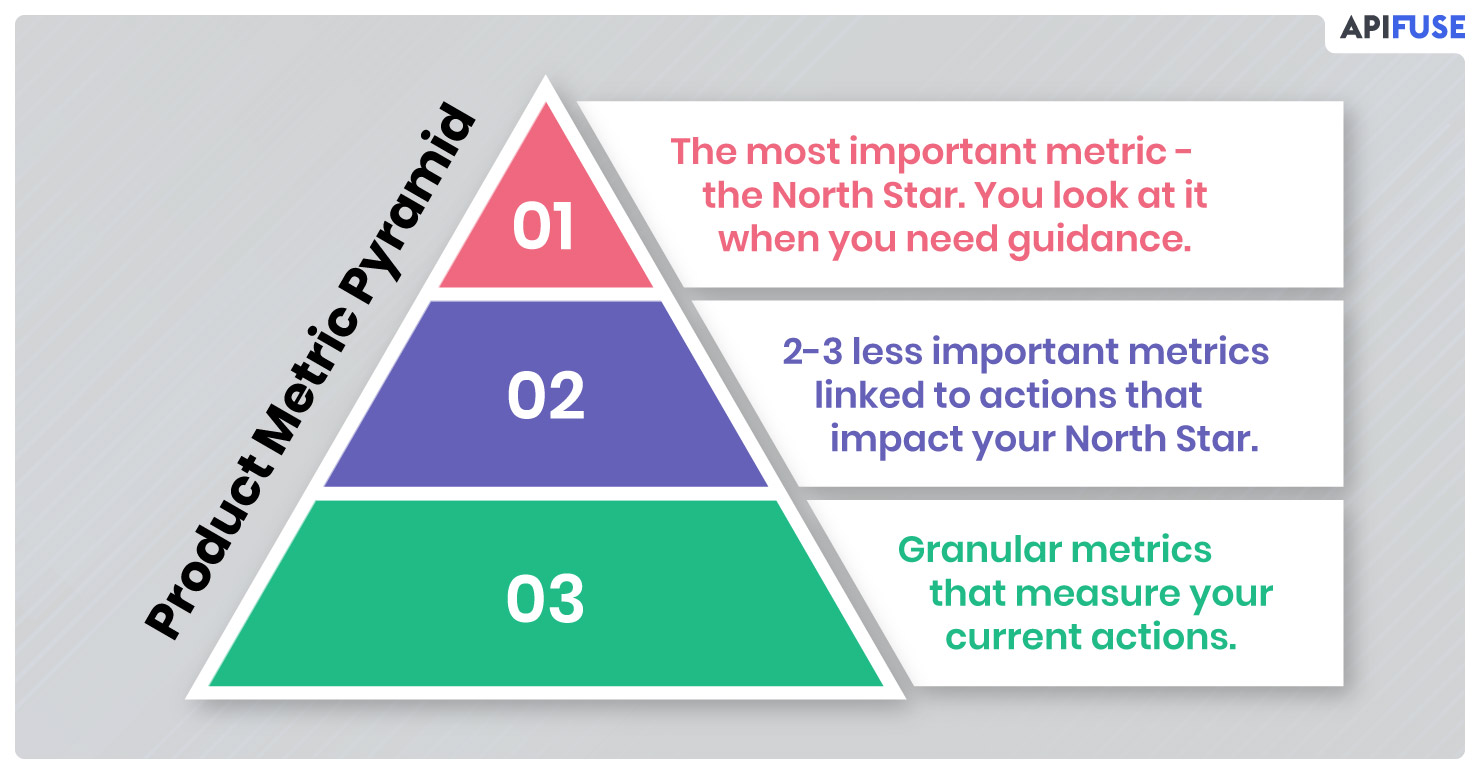 APIFUSE
Product Metric Pyramid
01
The most important metric -
the North Star. You look at it
when you need guidance.
02
2-3 less important metrics
linked to actions that
impact your North Star.
03
Granular metrics
that measure your
current actions.